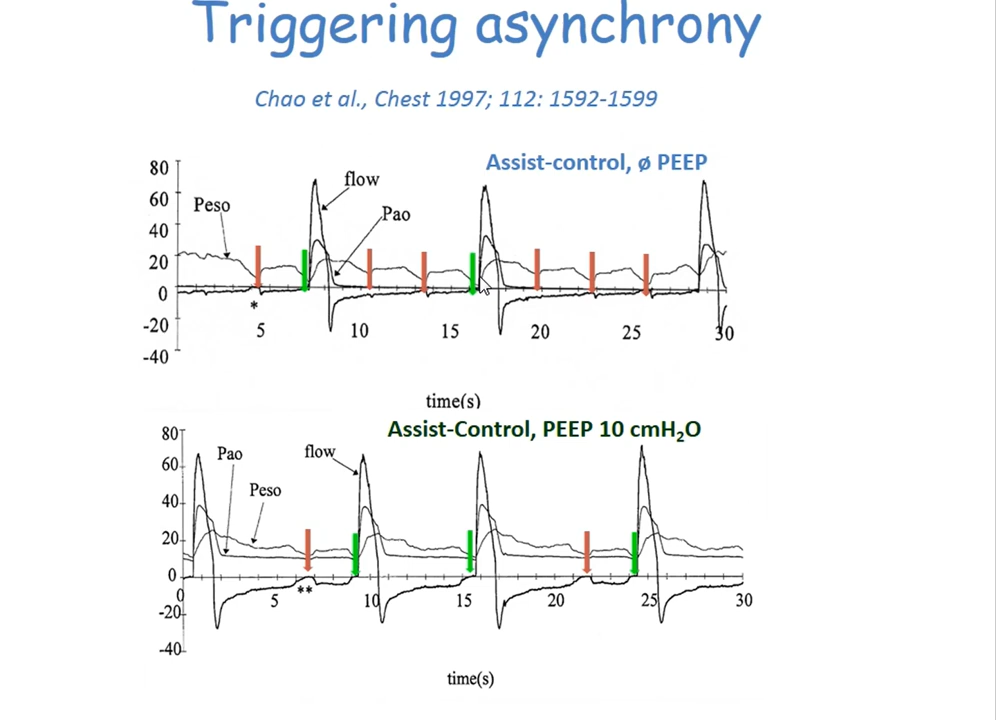 Triggering asynchrony
Chao et al., Chest 1997; 112: 1592-1599
Assist-control, ø PEEP
80
60
40
20
0
-20
-40
Peso
flow
Pao
*
5
10
15
20
25
30
time(s)
Assist-Control, PEEP 10 cmH₂O
80
60
40
20
0
-20
-40
Pao
Peso
flow
**
0
5
10
15
20
25
30
time(s)